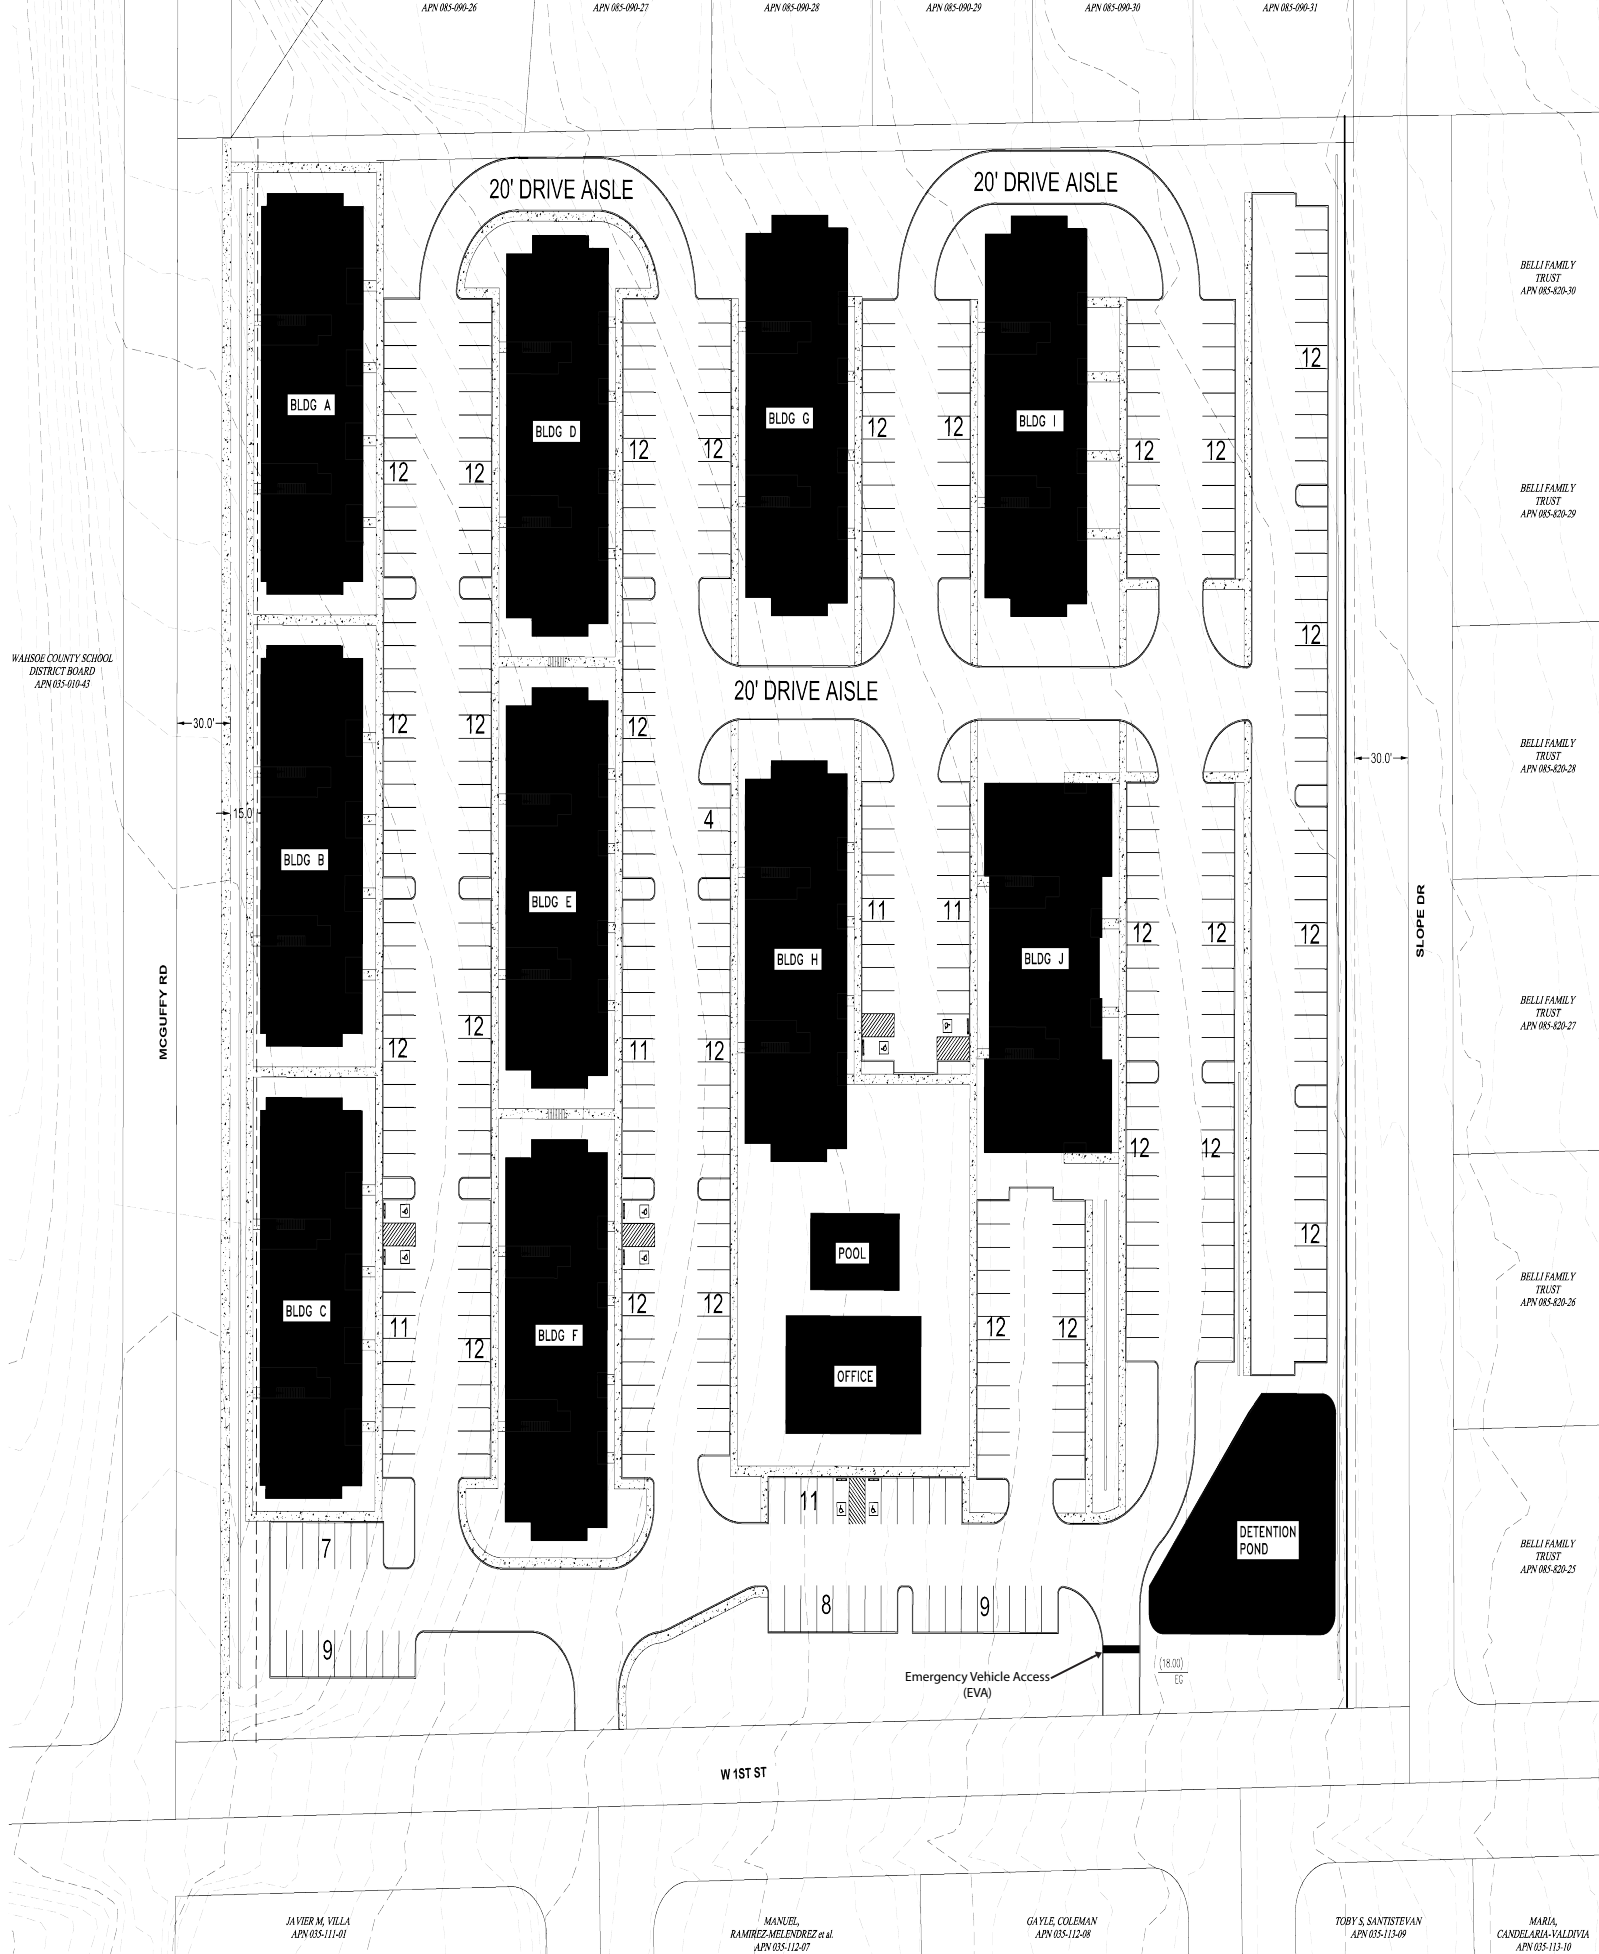 APN 085-090-26
APN 085-090-27
APN 085-090-28
APN 085-090-29
APN 085-090-30
APN 085-090-31
20' DRIVE AISLE
20' DRIVE AISLE
BELLI FAMILY
TRUST
APN 085-820-30
12
BLDG A
BLDG D
BLDG G
BLDG I
12
12
12
12
12
12
12
12
BELLI FAMILY
TRUST
APN 085-820-29
12
WAHSOE COUNTY SCHOOL
DISTRICT BOARD
APN 035-010-43
20' DRIVE AISLE
30.0'
12
12
12
BELLI FAMILY
TRUST
APN 085-820-28
30.0'
15.0'
4
BLDG B
BLDG E
11
11
12
12
12
SLOPE DR
BLDG H
BLDG J
MCGUFFY RD
BELLI FAMILY
TRUST
APN 085-820-27
12
12
11
12
12
12
12
POOL
BELLI FAMILY
TRUST
APN 085-820-26
BLDG C
11
12
BLDG F
12
12
12
12
OFFICE
11
7
DETENTION
POND
BELLI FAMILY
TRUST
APN 085-820-25
8
9
9
Emergency Vehicle Access
(EVA)
(18.00)
EG
W 1ST ST
JAVIER M, VILLA
APN 035-111-01
MANUEL,
RAMIREZ-MELENDREZ et al.
APN 035-112-07
GAYLE, COLEMAN
APN 035-112-08
TOBY S, SANTISTEVAN
APN 035-113-09
MARIA,
CANDELARIA-VALDIVIA
APN 035-113-10